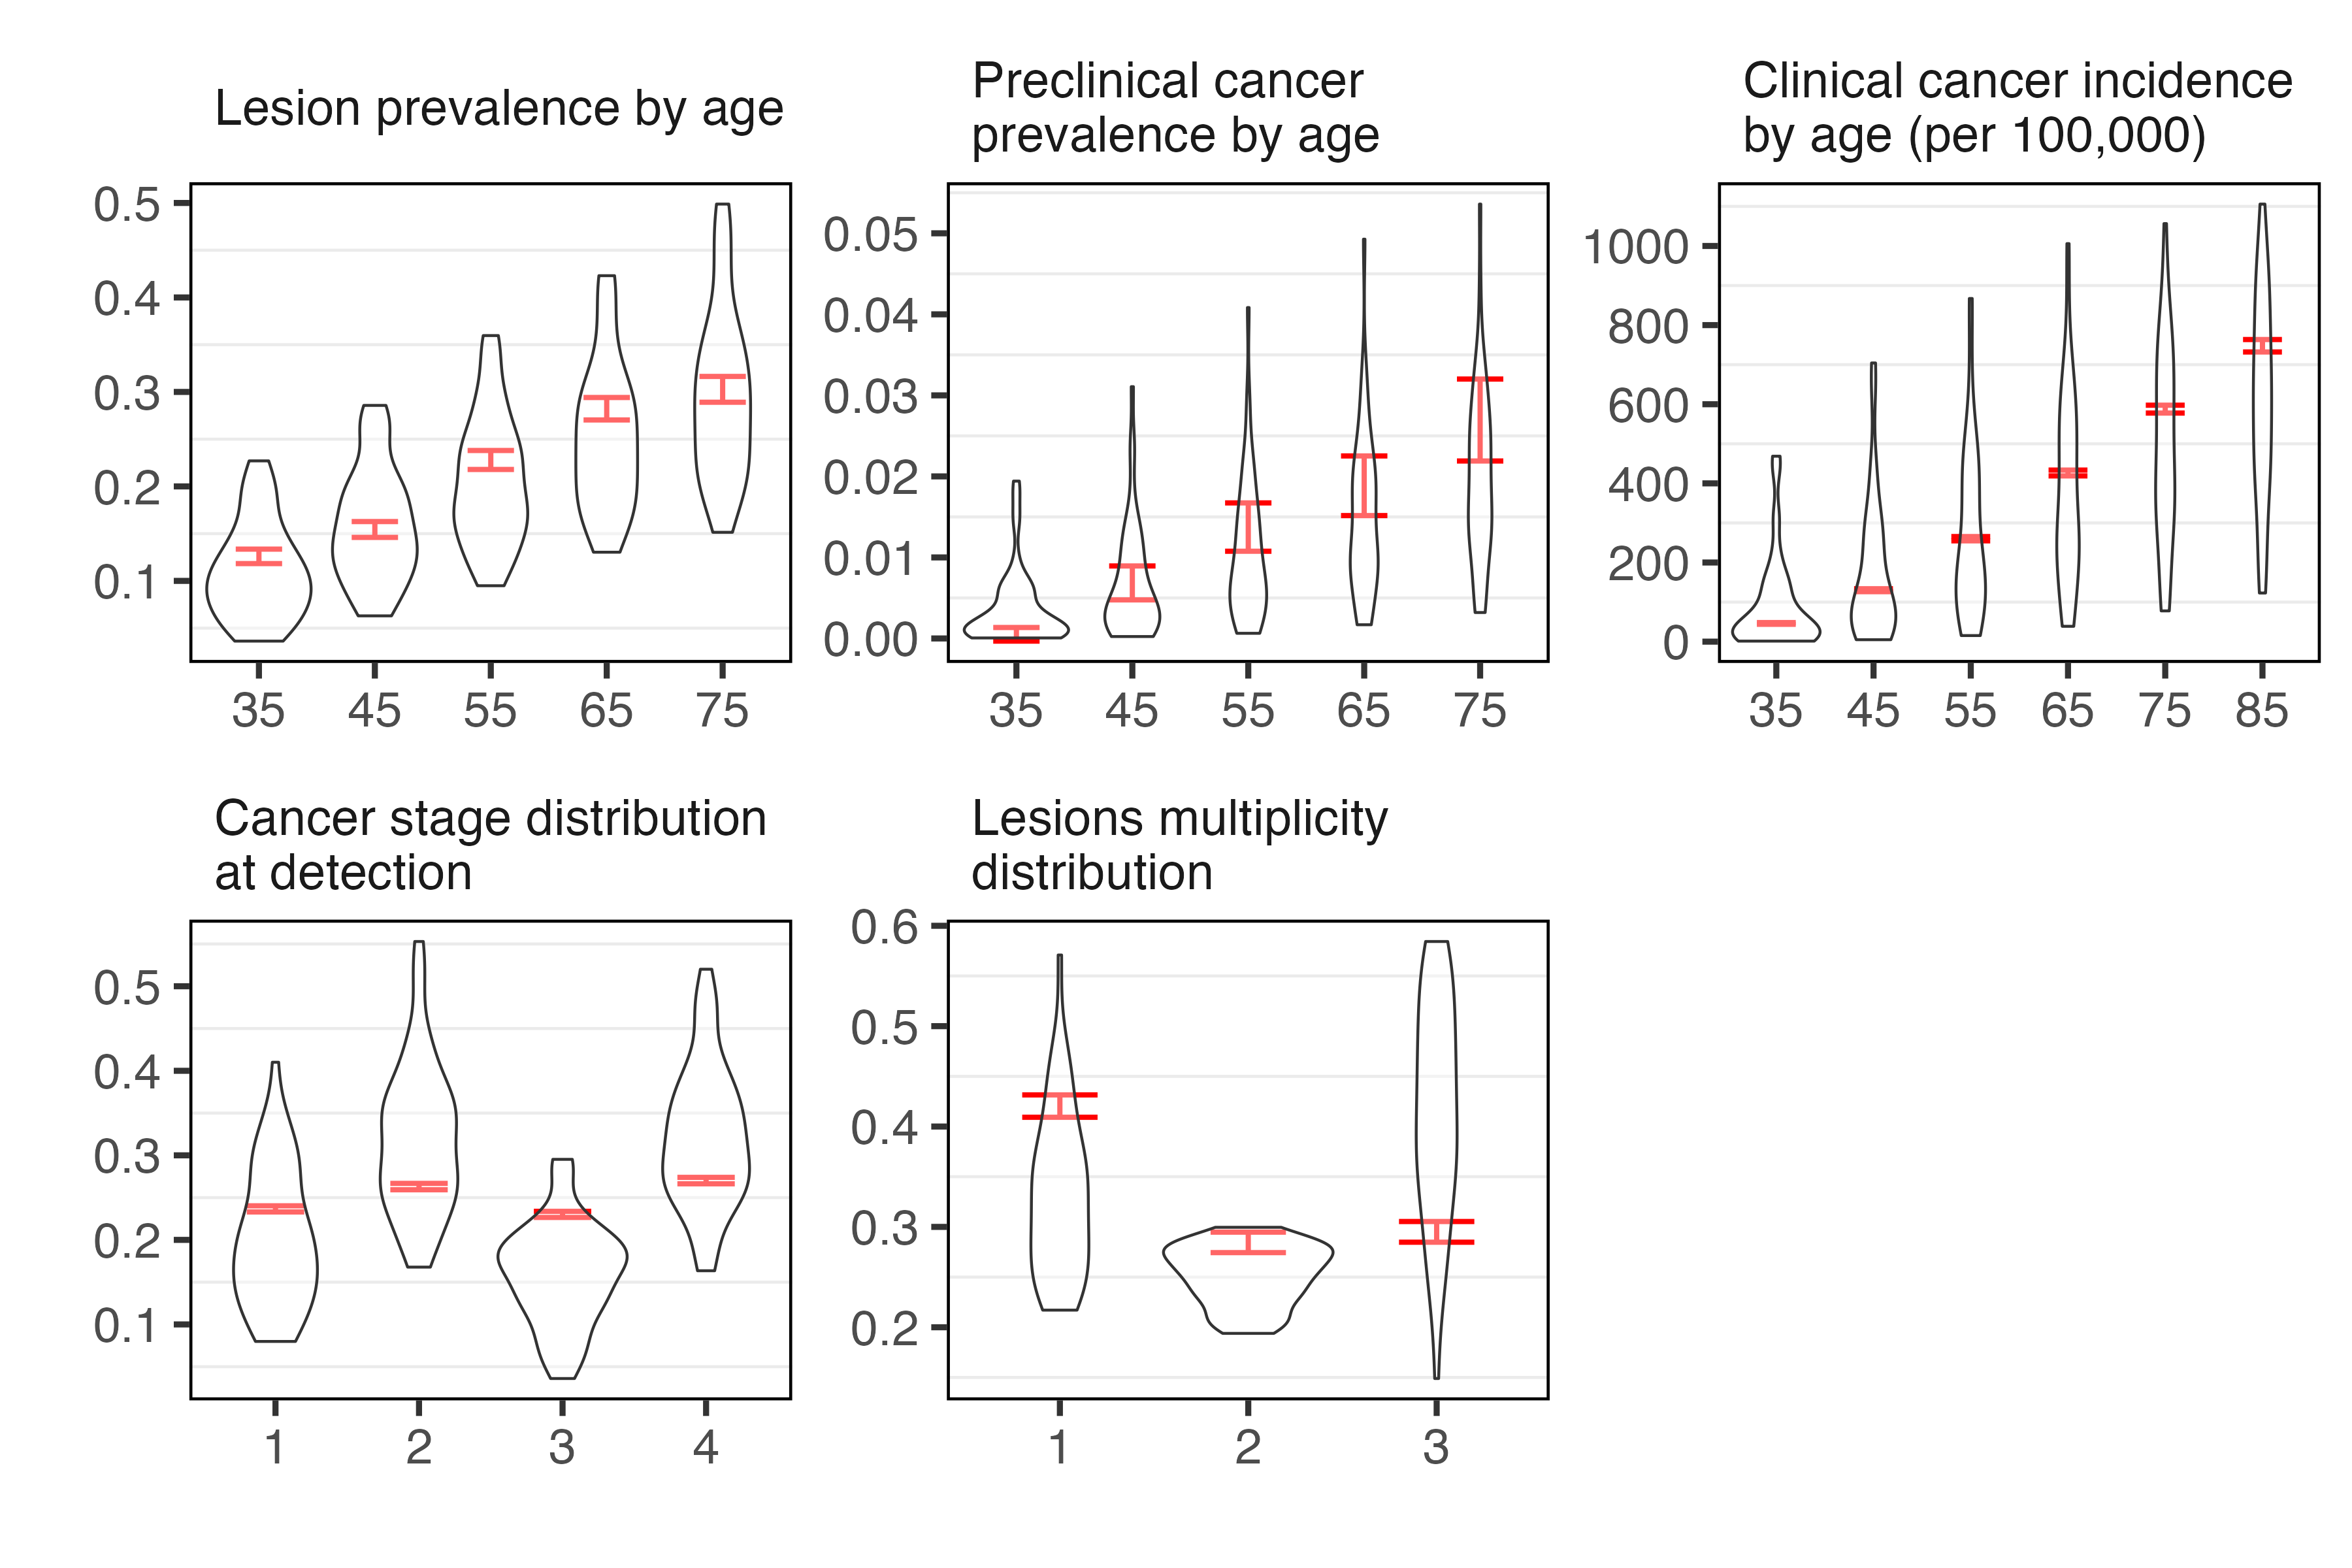 Lesion prevalence by age
0.5
0.4
0.3
0.2
0.1
35 45 55 65 75
Preclinical cancer
prevalence by age
0.05
0.04
0.03
0.02
0.01
0.00
35 45 55 65 75
Clinical cancer incidence
by age (per 100,000)
1000
800
600
400
200
0
35 45 55 65 75 85
Cancer stage distribution
at detection
0.5
0.4
0.3
0.2
0.1
1 2 3 4
Lesions multiplicity
distribution
0.6
0.5
0.4
0.3
0.2
1 2 3